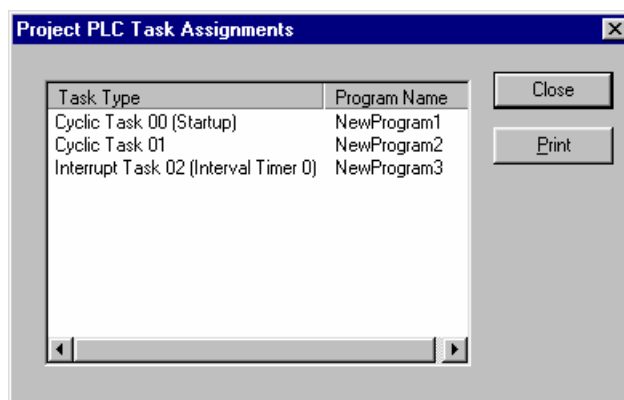 Project PLC Task Assignments
Task Type Program Name
Cyclic Task 00 (Startup) NewProgram1
Cyclic Task 01 NewProgram2
Interrupt Task 02 (Interval Timer 0) NewProgram3
Close
Print